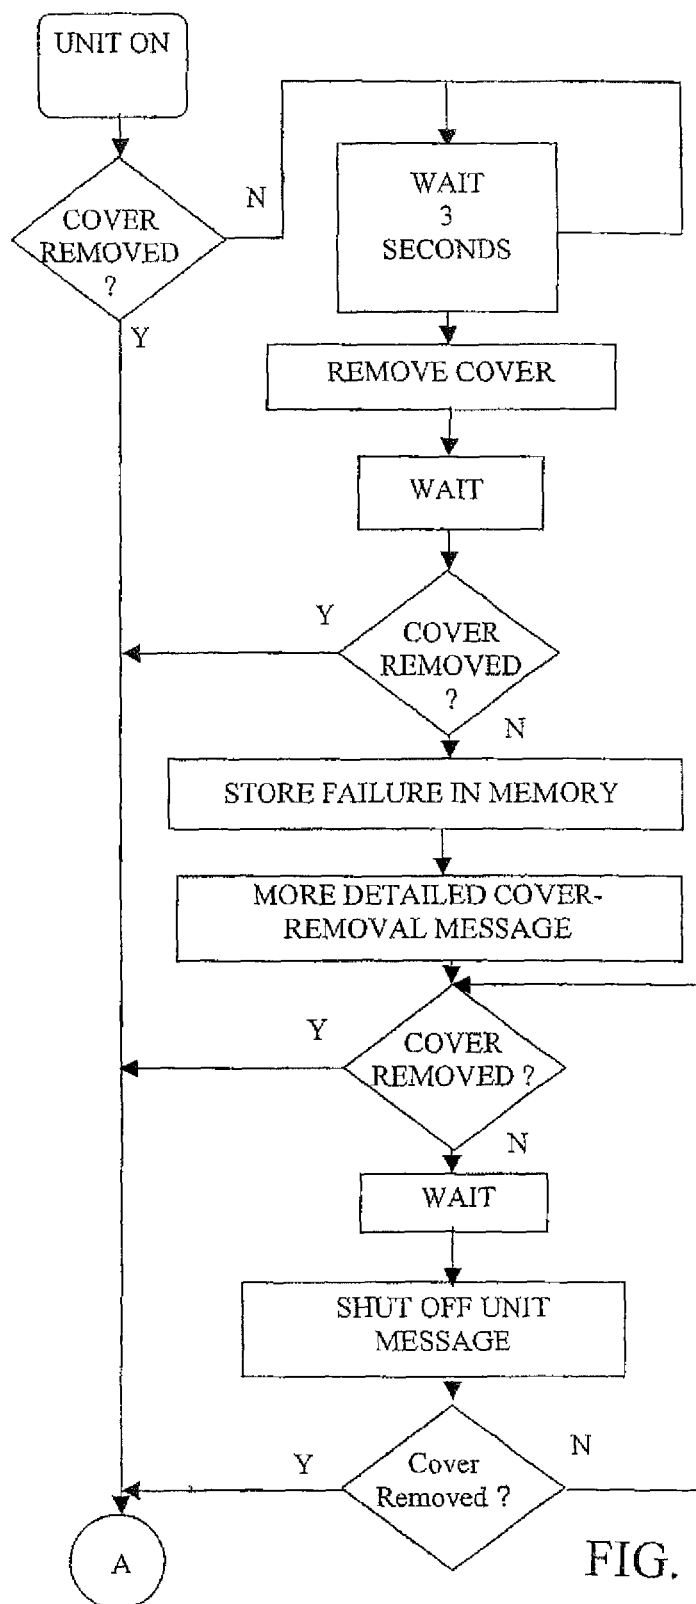 UNIT ON
COVER
REMOVED
?
N
Y
WAIT
3
SECONDS
REMOVE COVER
WAIT
Y
COVER
REMOVED
?
N
STORE FAILURE IN MEMORY
MORE DETAILED COVER-
REMOVAL MESSAGE
Y
COVER
REMOVED ?
N
WAIT
SHUT OFF UNIT
MESSAGE
Y
Cover
Removed ?
N
A
FIG.